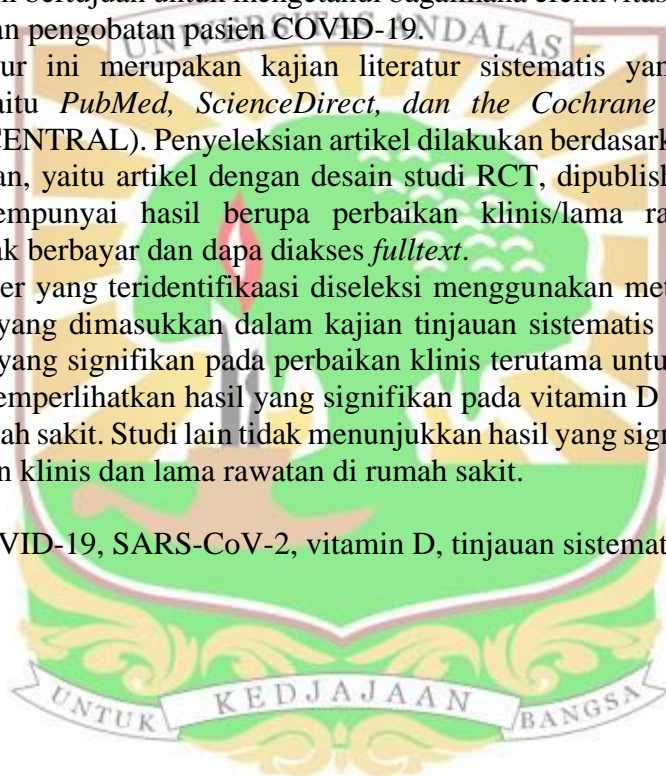 bertujuan untuk mengetahui bagaimana efektivitas
an pengobatan pasien COVID-19.
UNIVERSITAS ANDALAS
ur ini merupakan kajian literatur sistematis yan
aitu PubMed, ScienceDirect, dan the Cochrane
CENTRAL). Penyeleksian artikel dilakukan berdasark
an, yaitu artikel dengan desain studi RCT, dipublish
empunyai hasil berupa perbaikan klinis/lama ra
ak berbayar dan dapa diakses fulltext.
er yang teridentifikaasi diseleksi menggunakan met
yang dimasukkan dalam kajian tinjauan sistematis
yang signifikan pada perbaikan klinis terutama untu
emperlihatkan hasil yang signifikan pada vitamin D
ah sakit. Studi lain tidak menunjukkan hasil yang sign
n klinis dan lama rawatan di rumah sakit.
VID-19, SARS-CoV-2, vitamin D, tinjauan sistemat
UNTUK KEDJAJAAN BANGSA